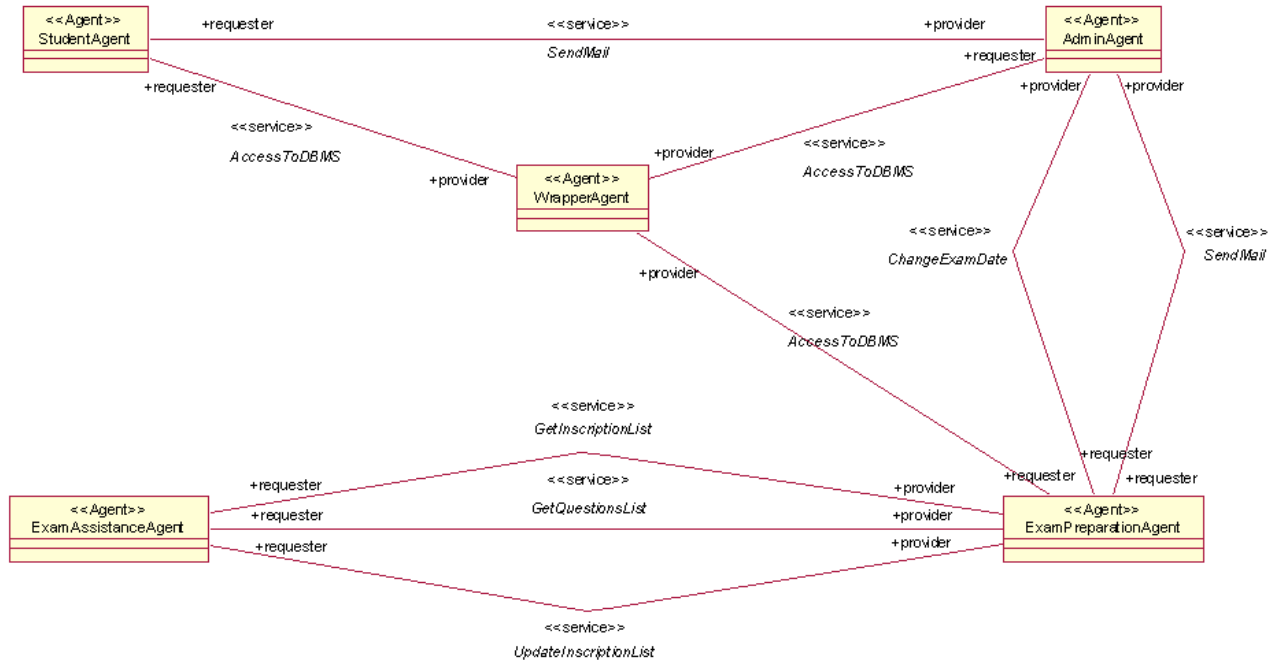 <<Agent>>
StudentAgent
+requester
<<service>>
SendMail
+provider
<<Agent>>
AdminAgent
+requester
+requester
+provider
+provider
<<service>>
AccessToDBMS
+provider
<<Agent>>
WrapperAgent
+provider
<<service>>
AccessToDBMS
<<service>>
ChangeExamDate
<<service>>
SendMail
+provider
<<service>>
AccessToDBMS
<<service>>
GetInscriptionList
+requester
+requester
+requester
+requester
<<service>>
GetQuestionsList
+provider
<<Agent>>
ExamAssistanceAgent
+requester
+provider
<<Agent>>
ExamPreparationAgent
+requester
+provider
<<service>>
UpdateInscriptionList